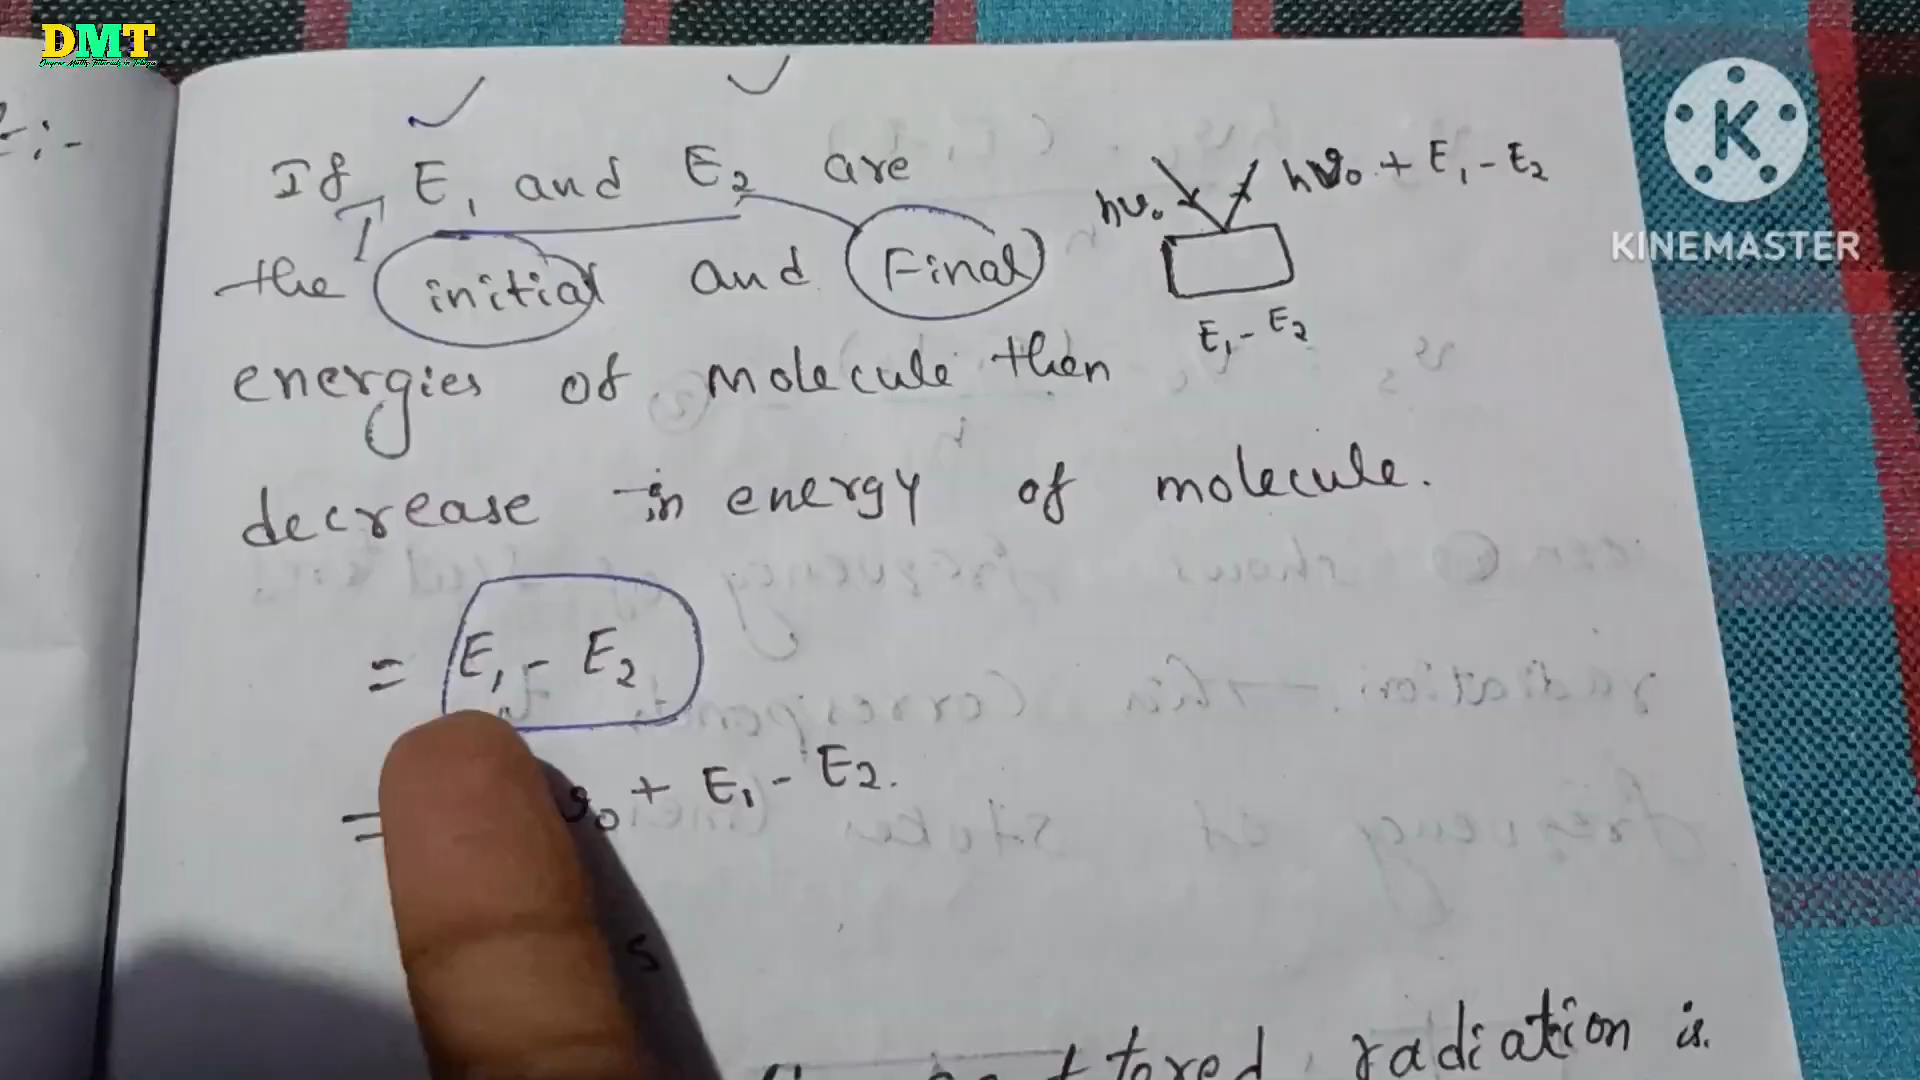 DMT
KINEMASTER
If E₁ and E₂ are
the initial and Final
energies of molecule then
decrease in energy of molecule.
= E₁ - E₂
= ν₀ + E₁ - E₂.
radiation is.
hν₀
hν₀ + E₁ - E₂
E₁ - E₂